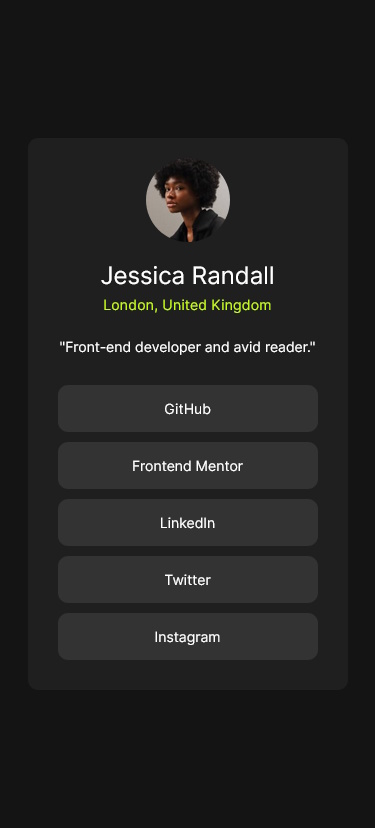 Jessica Randall
London, United Kingdom
"Front-end developer and avid reader."
GitHub
Frontend Mentor
LinkedIn
Twitter
Instagram